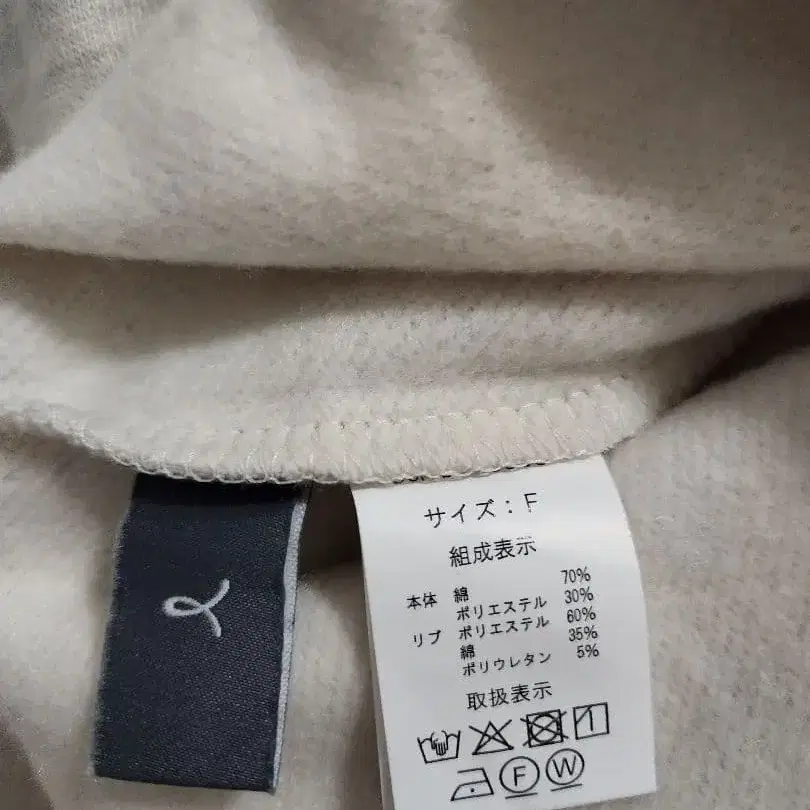 サイズ:F
組成表示
本体 綿 70%
ポリエステル 30%
リブ ポリエステル 60%
綿 35%
ポリウレタン 5%
取扱表示
F W